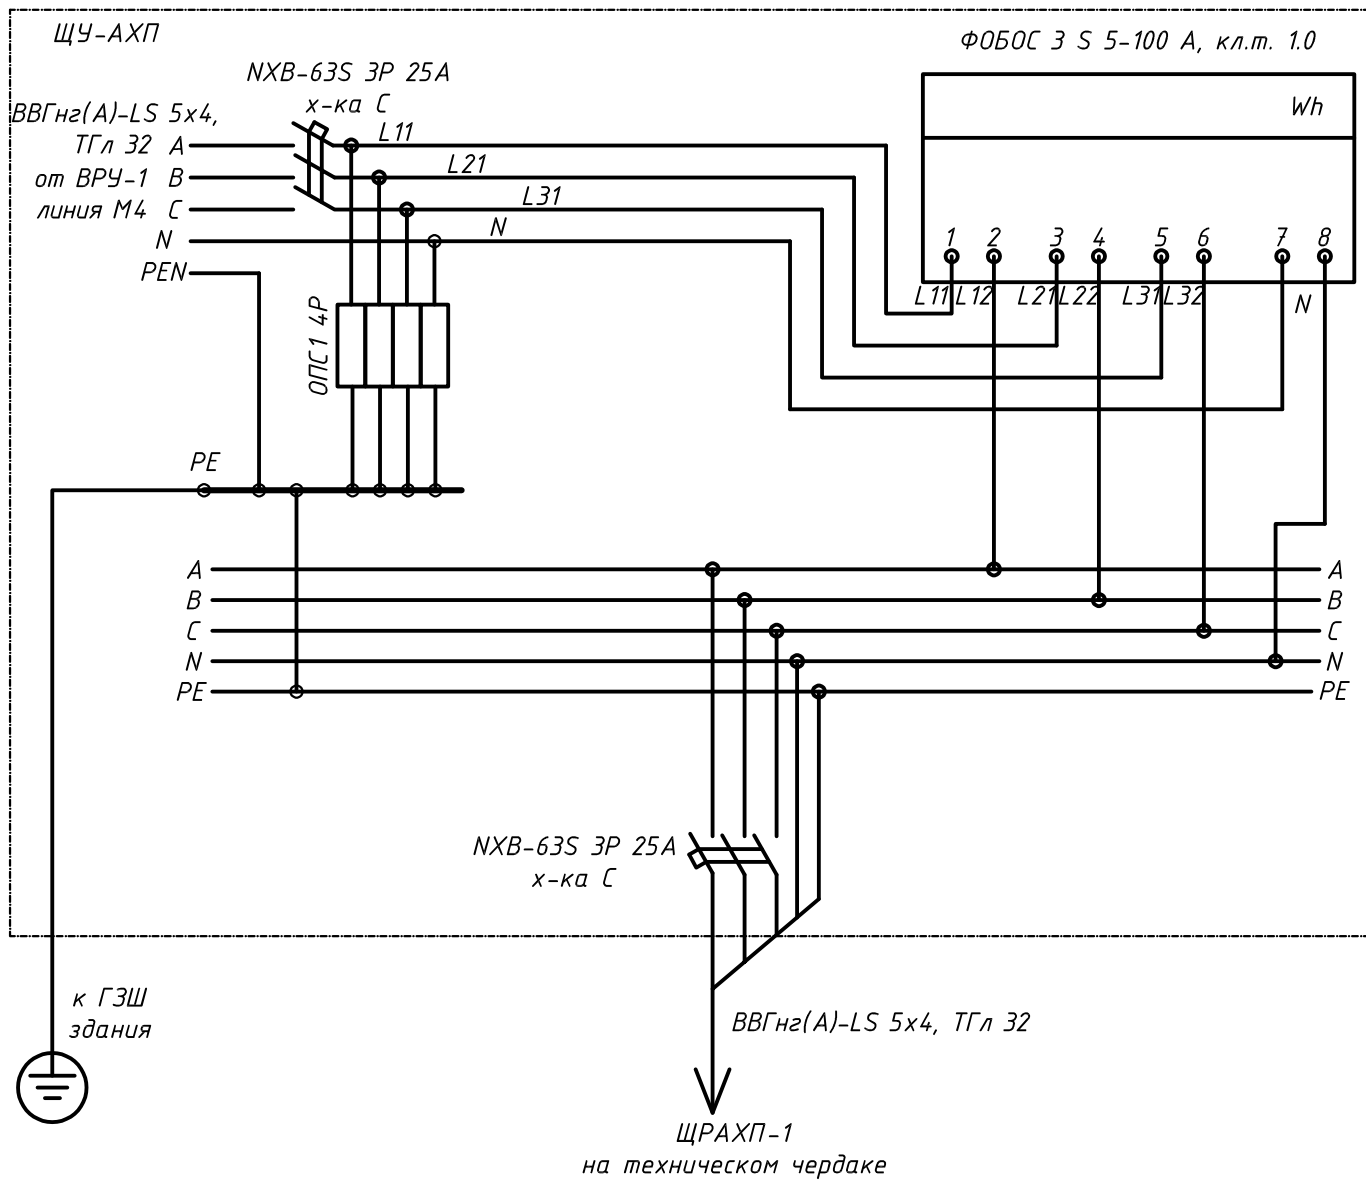 ЩУ-АХП
ФОБОС 3 S 5-100 А, кл.т. 1.0
NXB-63S 3P 25A
х-ка С
Wh
ВВГнг(А)-LS 5х4,
ТГл 32 А
от ВРУ-1 В
линия М4 С
N
PEN
L11
L21
L31
N
1 2 3 4 5 6 7 8
L11 L12 L21 L22 L31 L32 N
ОПС1 4Р
PE
A A
B B
C C
N N
PE PE
NXB-63S 3P 25A
х-ка С
к ГЗШ
здания
ВВГнг(А)-LS 5х4, ТГл 32
ЩРАХП-1
на техническом чердаке